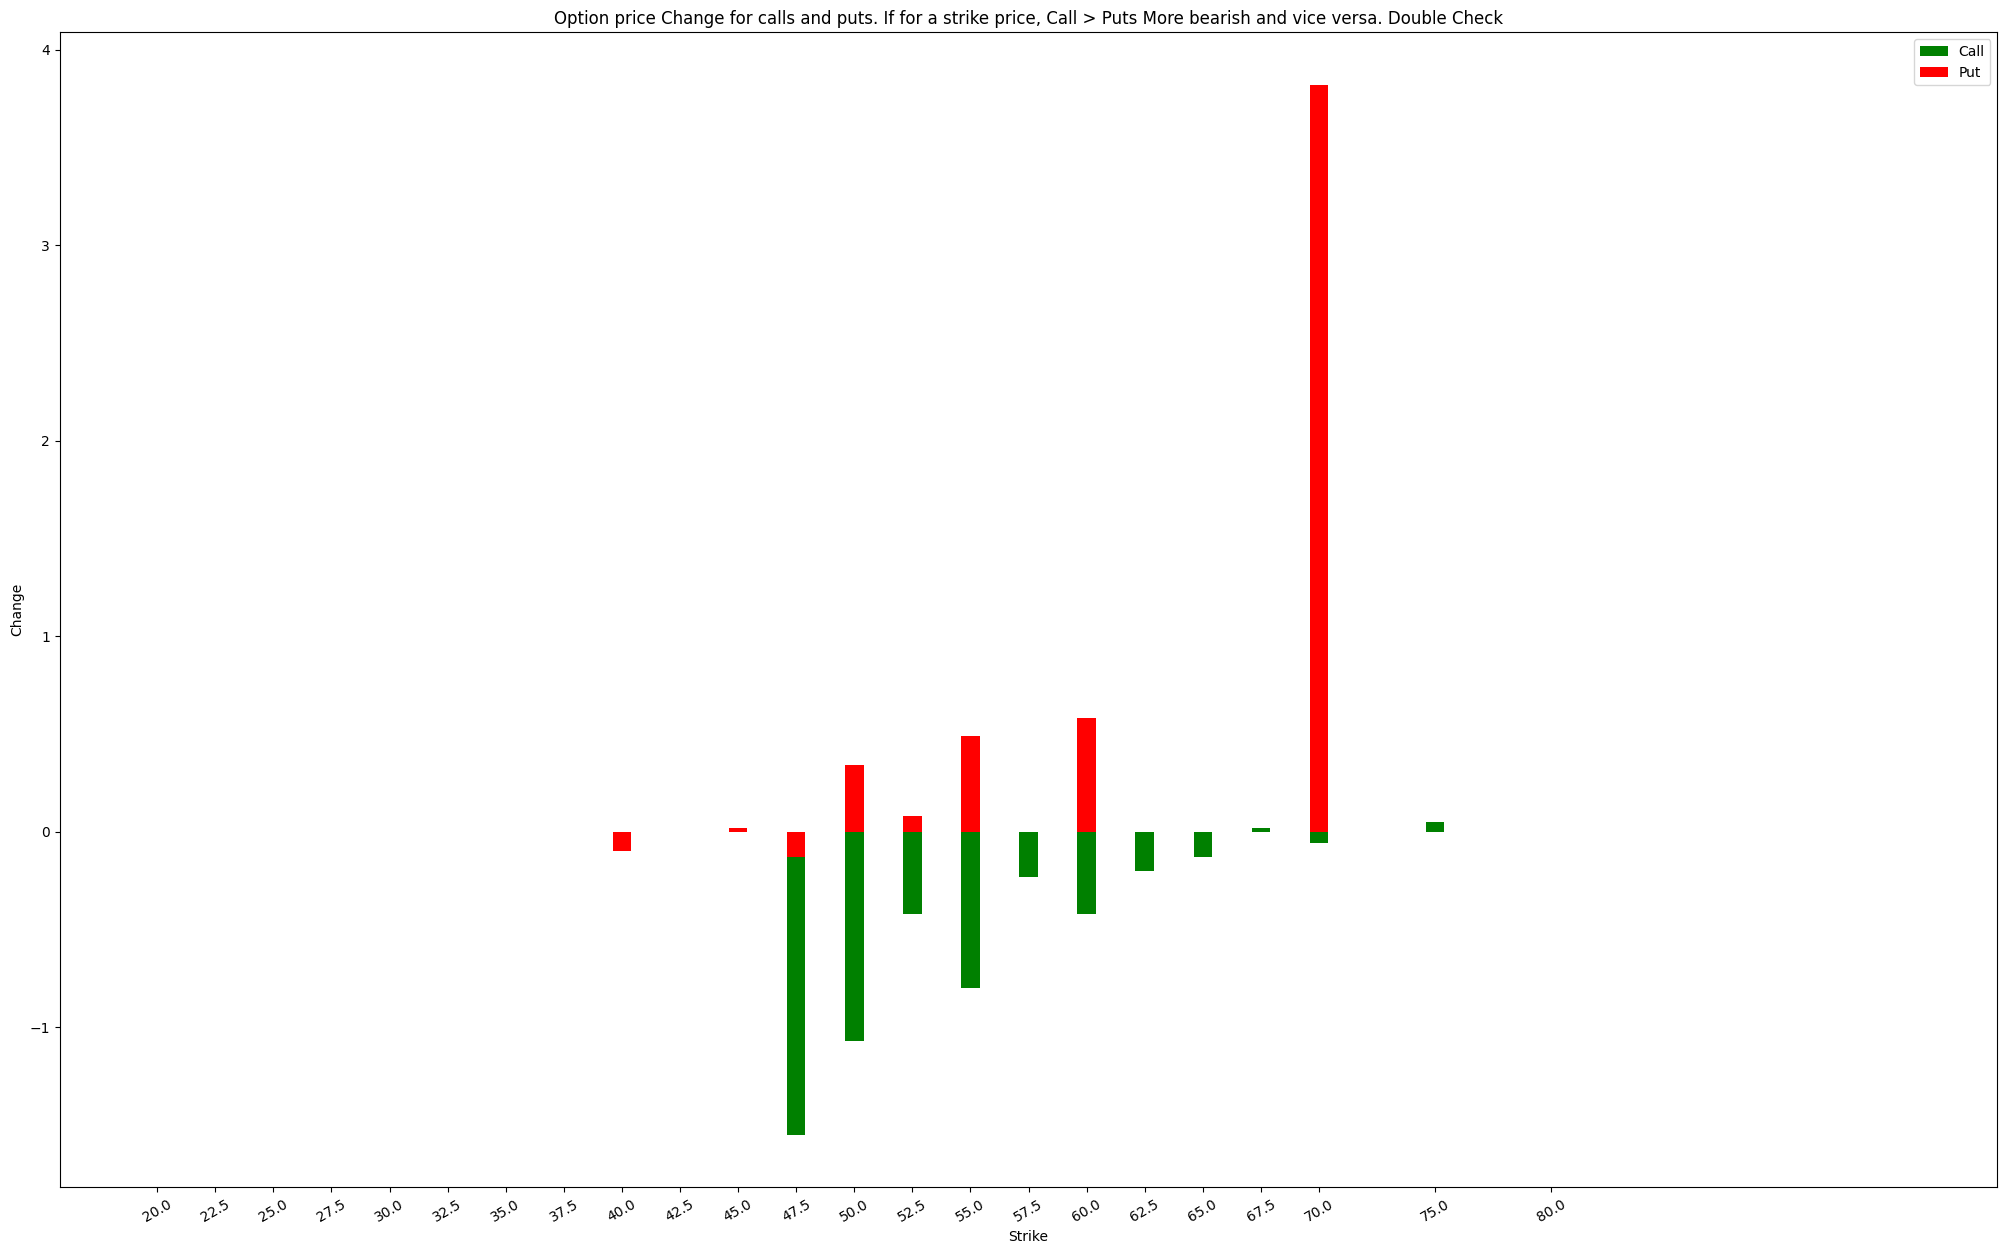 Option price Change for calls and puts. If for a strike price, Call > Puts More bearish and vice versa. Double Check
Call
Put
4
3
2
1
0
−1
Change
20.0 22.5 25.0 27.5 30.0 32.5 35.0 37.5 40.0 42.5 45.0 47.5 50.0 52.5 55.0 57.5 60.0 62.5 65.0 67.5 70.0 75.0 80.0
Strike